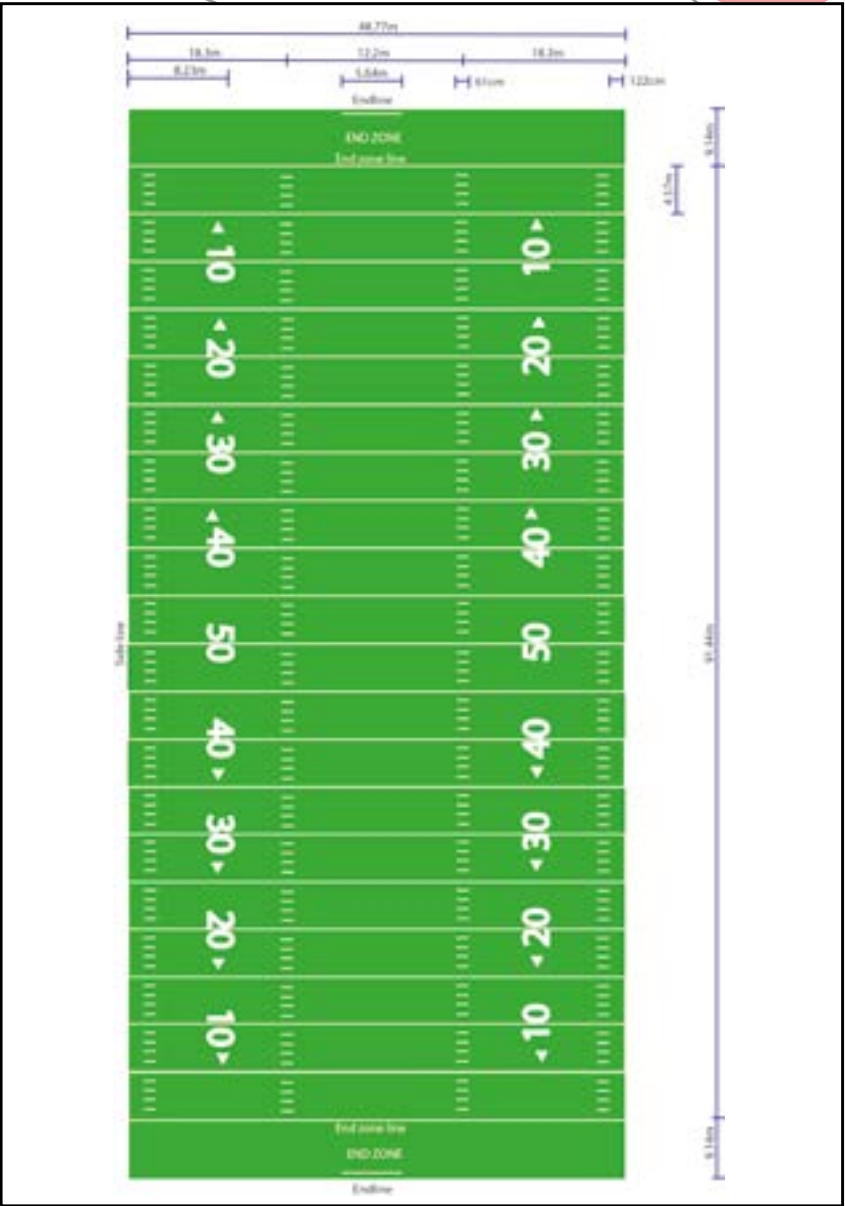 48.77m
18.3m 12.2m 18.3m
8.23m 5.64m 61cm 122cm
Endline
END ZONE
End zone line
9.14m
4.57m
10 10
20 20
30 30
40 40
50 50
Side line
91.44m
40 40
30 30
20 20
10 10
End zone line
END ZONE
9.14m
Endline